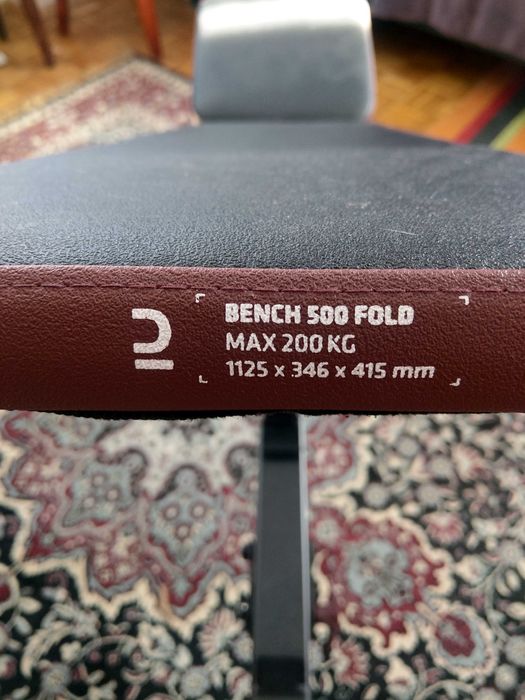 BENCH 500 FOLD
MAX 200 KG
1125 x 346 x 415 mm